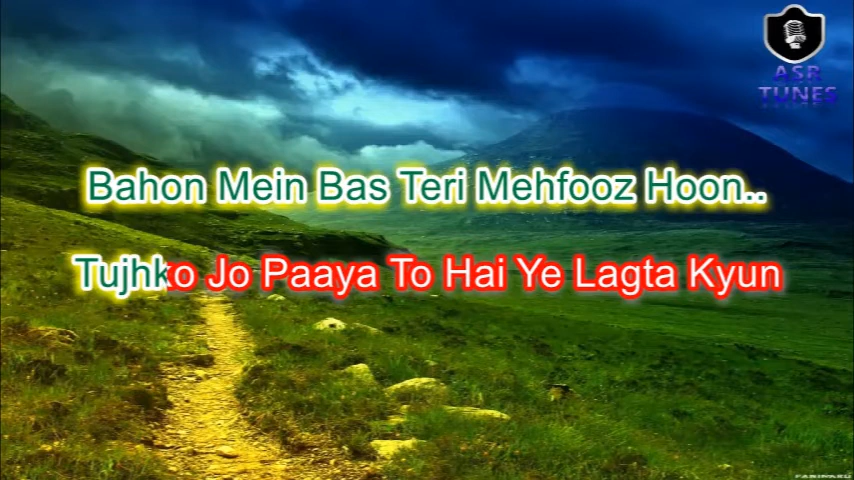 ASR
TUNES
Bahon Mein Bas Teri Mehfooz Hoon..
Tujhko Jo Paaya To Hai Ye Lagta Kyun